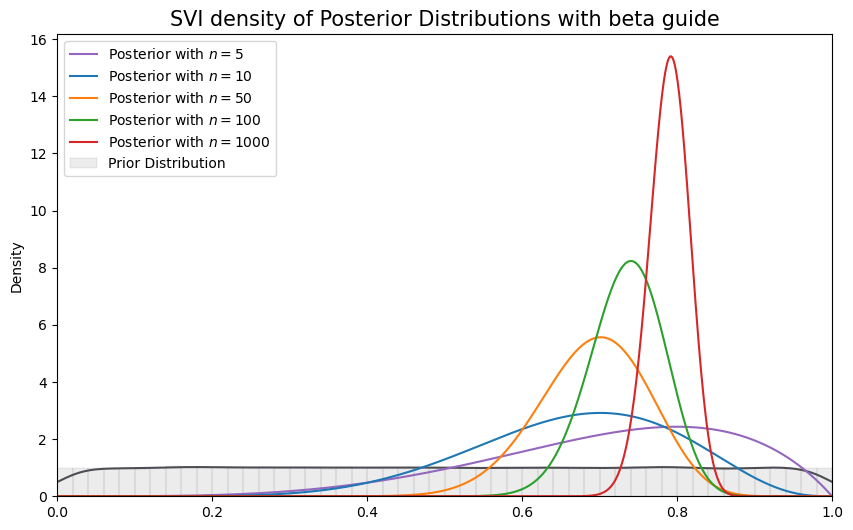 SVI density of Posterior Distributions with beta guide
16
14
12
10
8
6
4
2
0
Density
Posterior with n = 5
Posterior with n = 10
Posterior with n = 50
Posterior with n = 100
Posterior with n = 1000
Prior Distribution
0.0 0.2 0.4 0.6 0.8 1.0